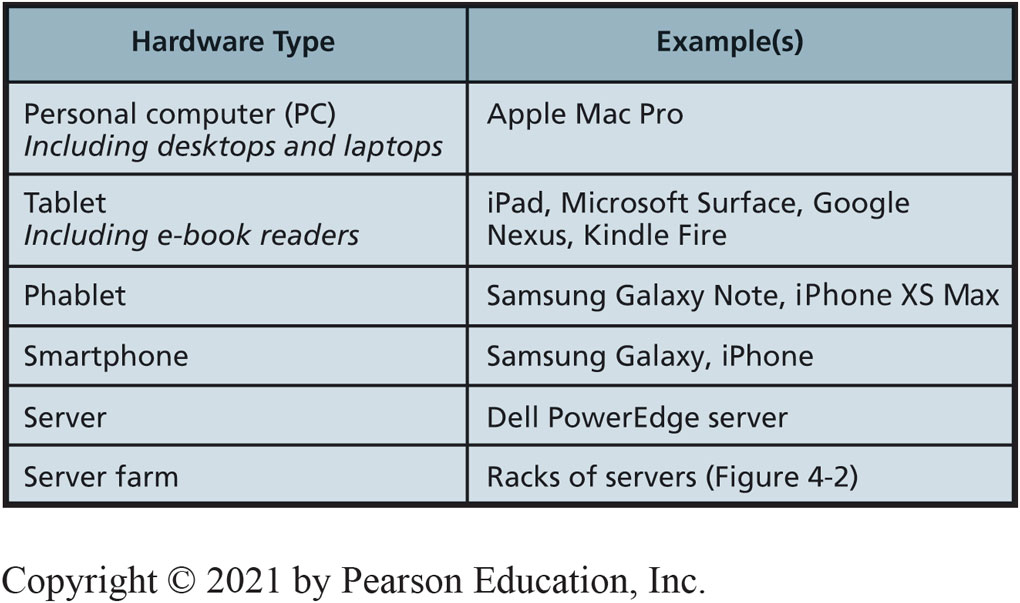 Hardware Type
Example(s)
Personal computer (PC)
Including desktops and laptops
Apple Mac Pro
Tablet
Including e-book readers
iPad, Microsoft Surface, Google
Nexus, Kindle Fire
Phablet
Samsung Galaxy Note, iPhone XS Max
Smartphone
Samsung Galaxy, iPhone
Server
Dell PowerEdge server
Server farm
Racks of servers (Figure 4-2)
Copyright © 2021 by Pearson Education, Inc.